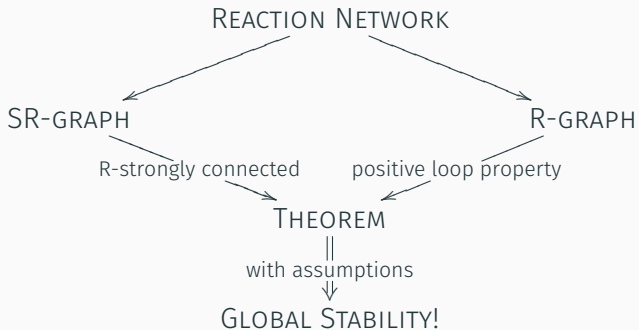 REACTION NETWORK
SR-GRAPH
R-GRAPH
R-strongly connected
positive loop property
THEOREM
with assumptions
GLOBAL STABILITY!